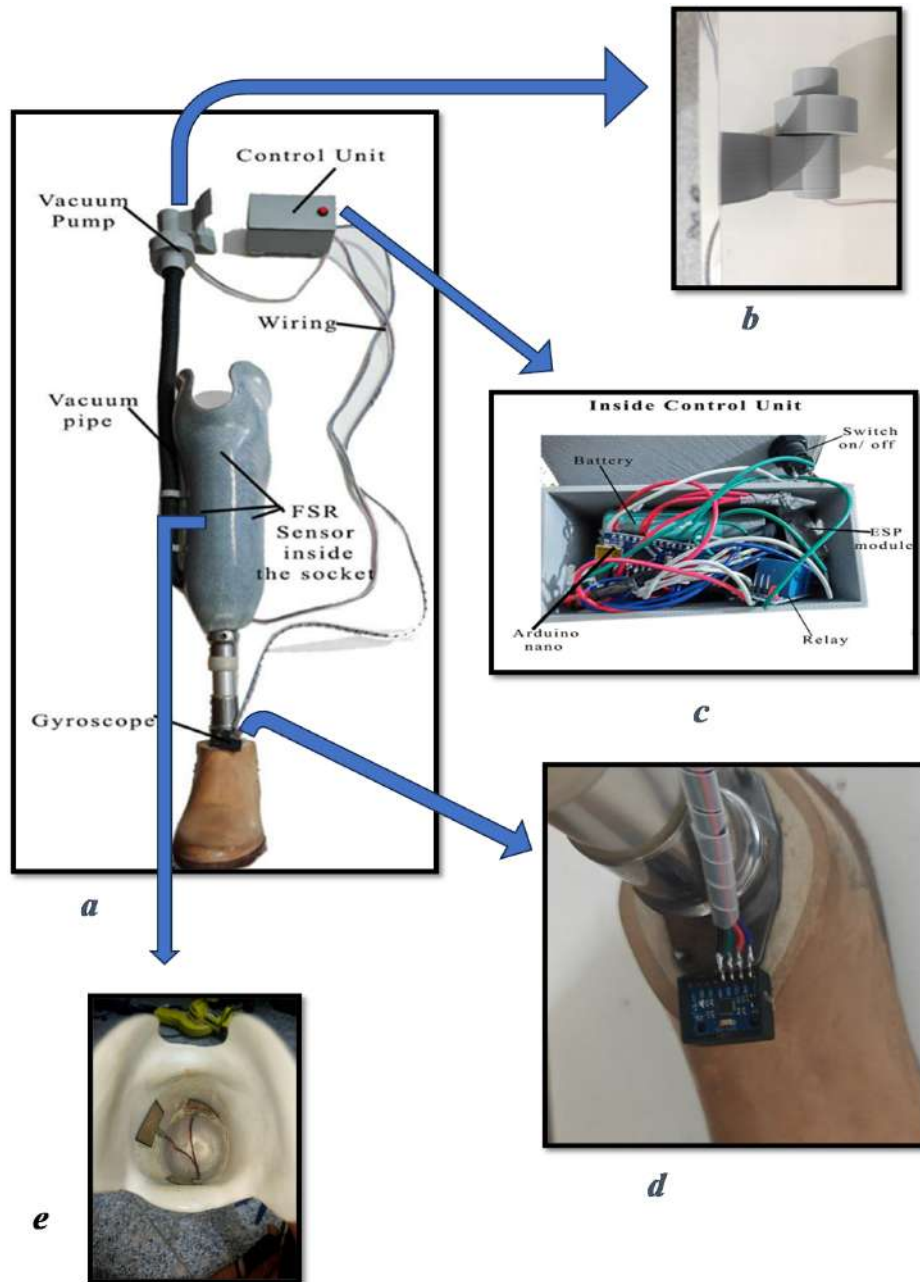 Control Unit
Vacuum
Pump
Wiring
Vacuum
pipe
FSR
Sensor
inside
the socket
Gyroscope
a
b
Inside Control Unit
Switch
on/ off
Battery
ESP
module
Arduino
nano
Relay
c
d
e